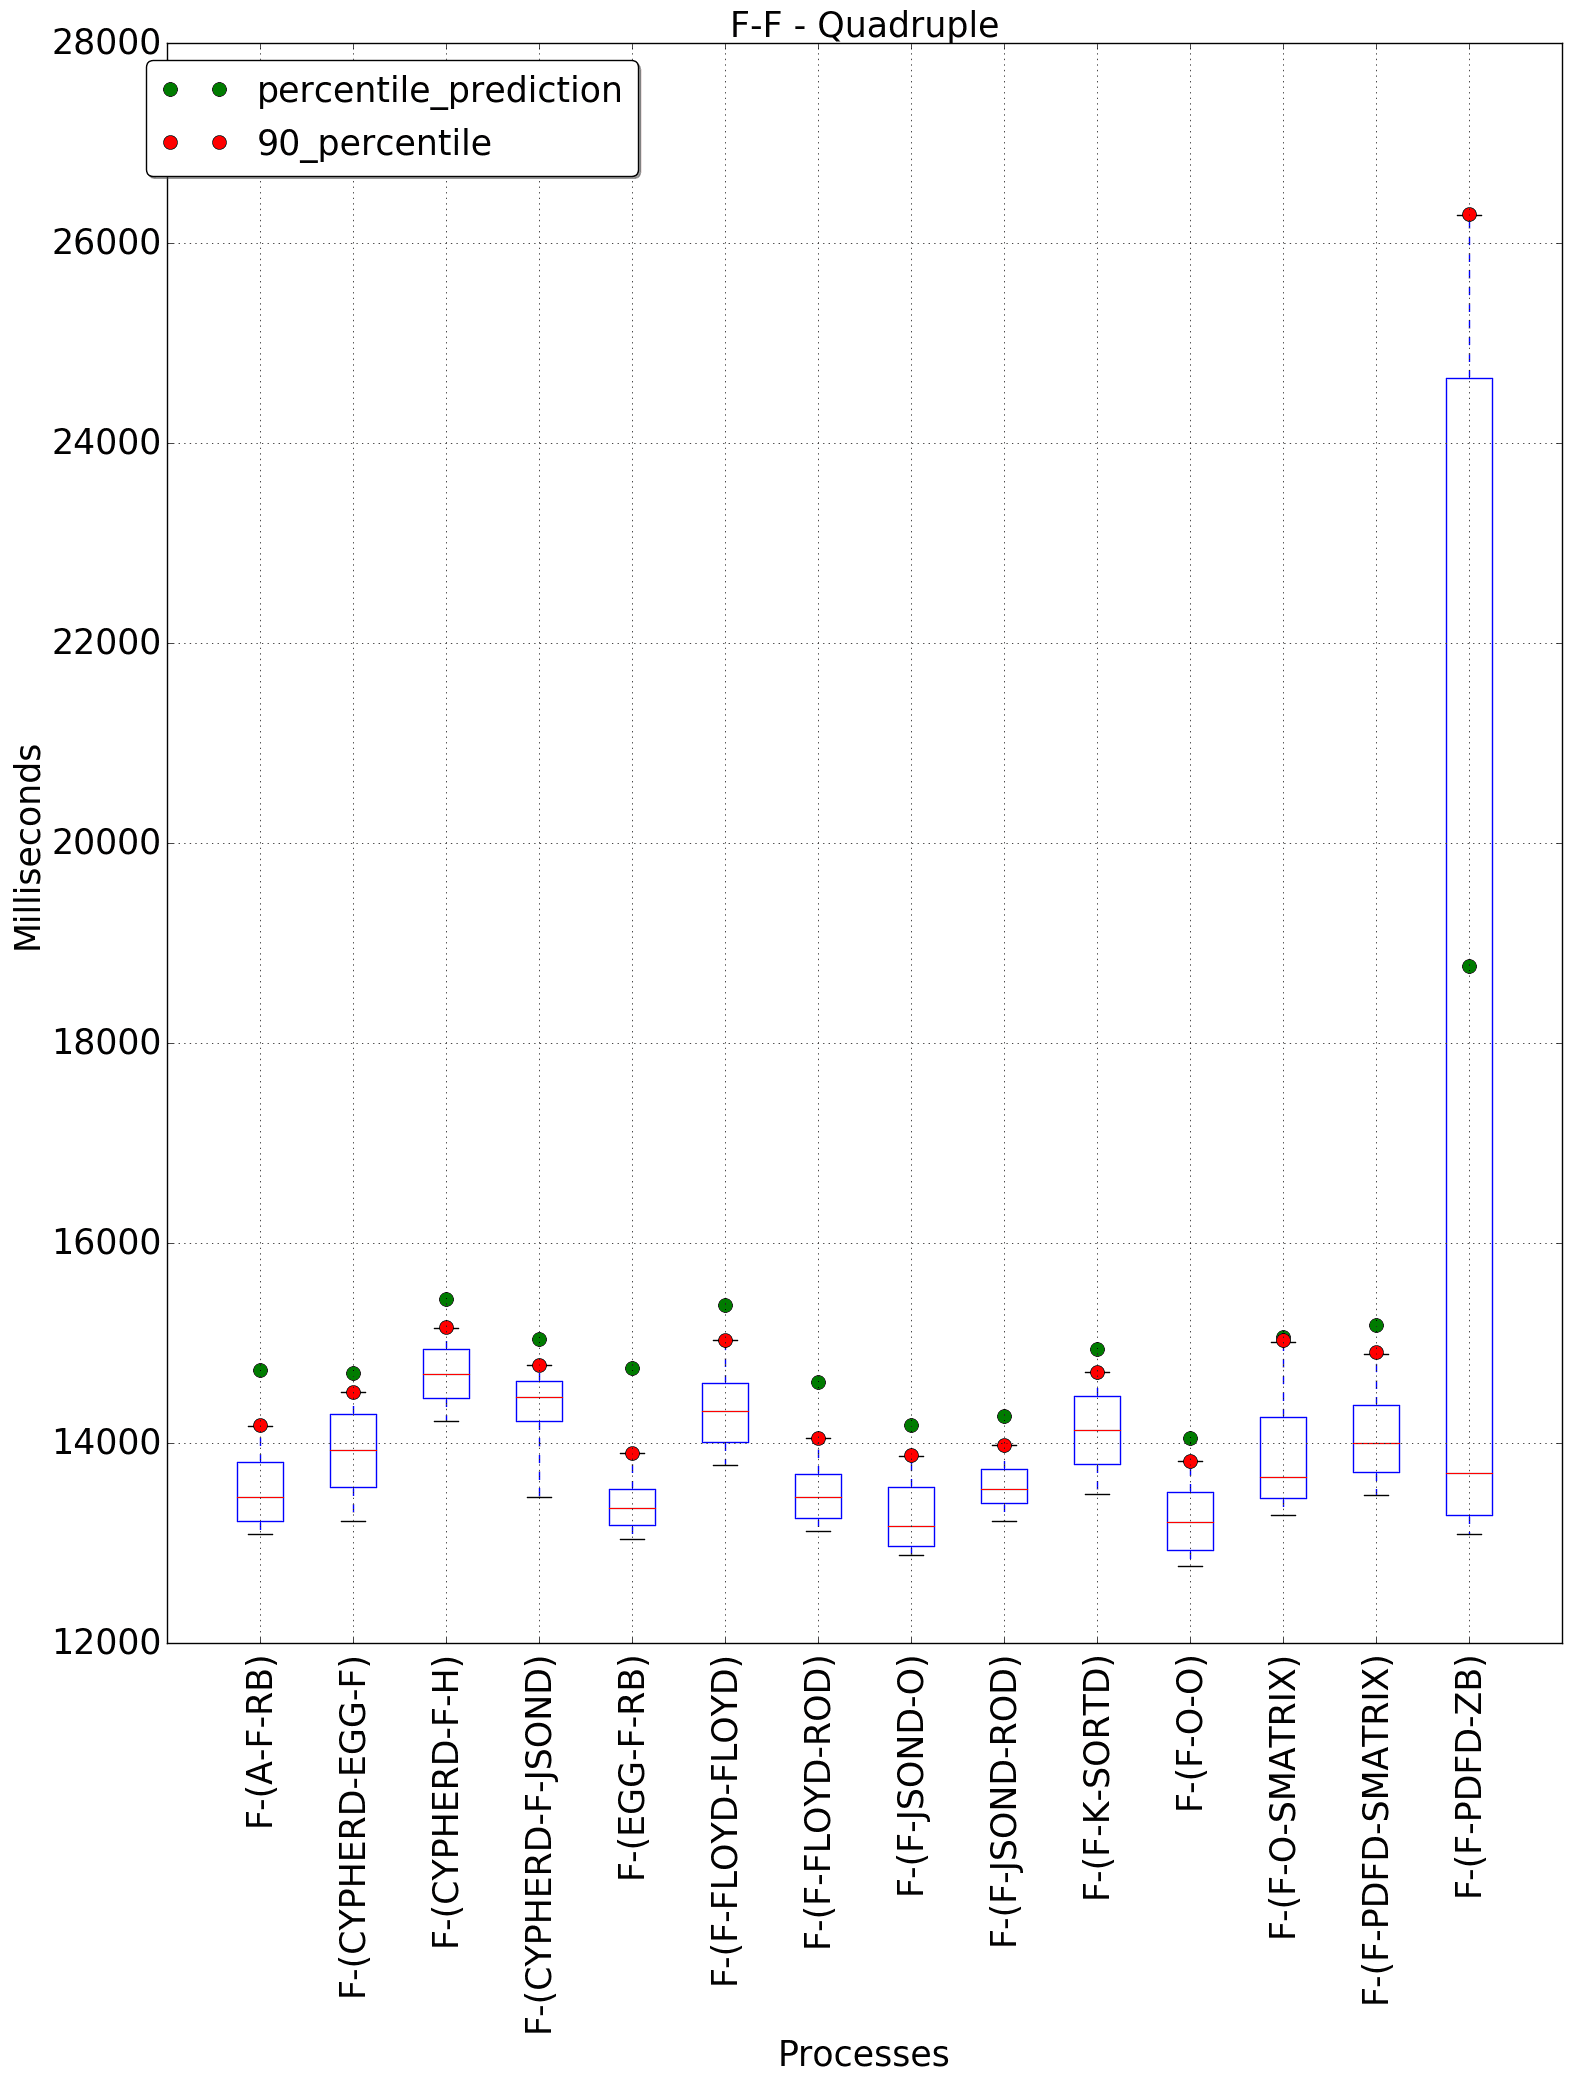 F-F - Quadruple
percentile_prediction
90_percentile
28000
26000
24000
22000
20000
18000
16000
14000
12000
Milliseconds
F-(A-F-RB)
F-(CYPHERD-EGG-F)
F-(CYPHERD-F-H)
F-(CYPHERD-F-JSOND)
F-(EGG-F-RB)
F-(F-FLOYD-FLOYD)
F-(F-FLOYD-ROD)
F-(F-JSOND-O)
F-(F-JSOND-ROD)
F-(F-K-SORTD)
F-(F-O-O)
F-(F-O-SMATRIX)
F-(F-PDFD-SMATRIX)
F-(F-PDFD-ZB)
Processes